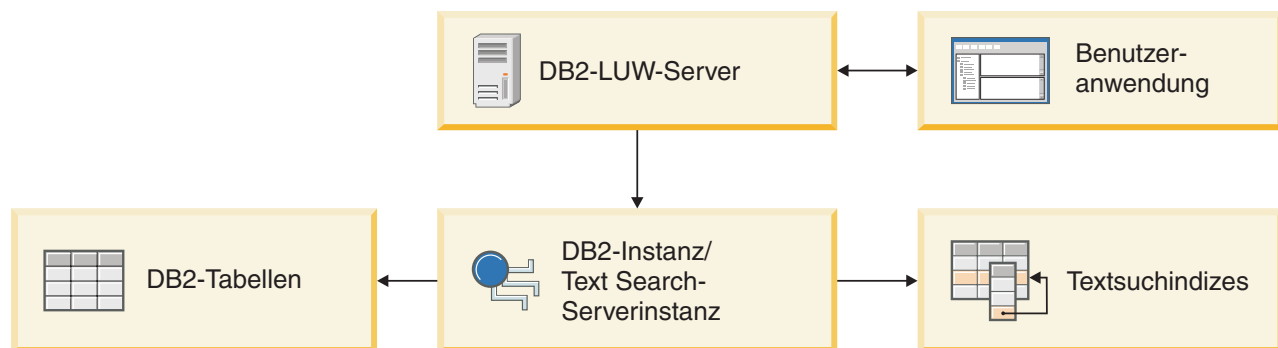 DB2-LUW-Server
Benutzer-
anwendung
DB2-Tabellen
DB2-Instanz/
Text Search-
Serverinstanz
Textsuchindizes